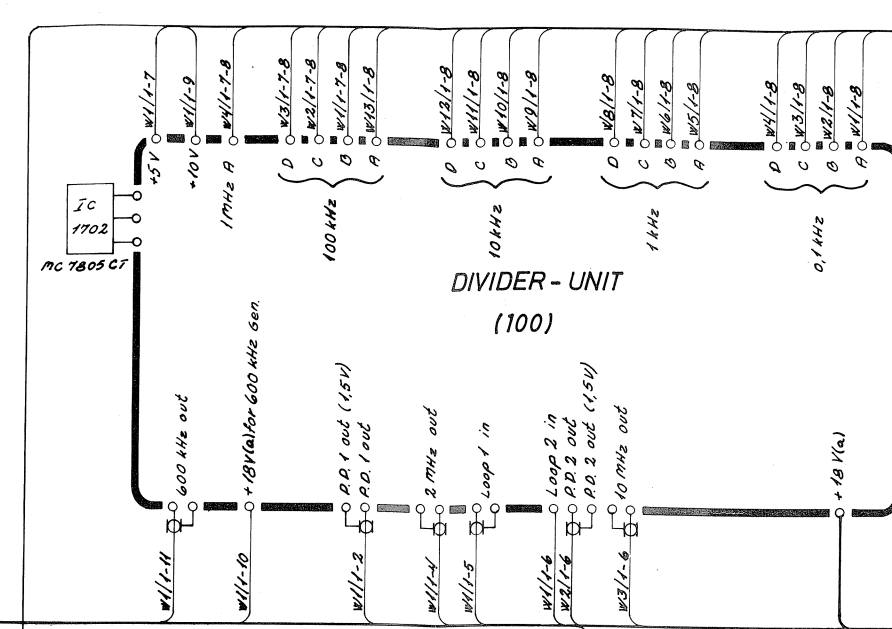 W1/1-7
W1/1-9
W4/1-7-8
W3/1-7-8
W2/1-7-8
W1/1-7-8
W13/1-8
W12/1-8
W11/1-8
W10/1-8
W9/1-8
W8/1-8
W7/1-8
W6/1-8
W5/1-8
W4/1-8
W3/1-8
W2/1-8
W1/1-8
+5V
+10V
1MHz A
D
C
B
A
D
C
B
A
D
C
B
A
D
C
B
A
100 kHz
10 kHz
1 kHz
0,1 kHz
IC
1702
MC 7805 CT
DIVIDER-UNIT
(100)
600 kHz out
+18V(a) for 600 kHz Gen.
P.D. 1 out (1,5V)
P.D. 1 out
2 MHz out
Loop 1 in
Loop 2 in
P.D. 2 out
P.D. 2 out (1,5V)
10 MHz out
+18V(a)
W1/1-11
W1/1-10
W1/1-2
W1/1-4
W1/1-5
W1/1-6
W2/1-6
W3/1-6